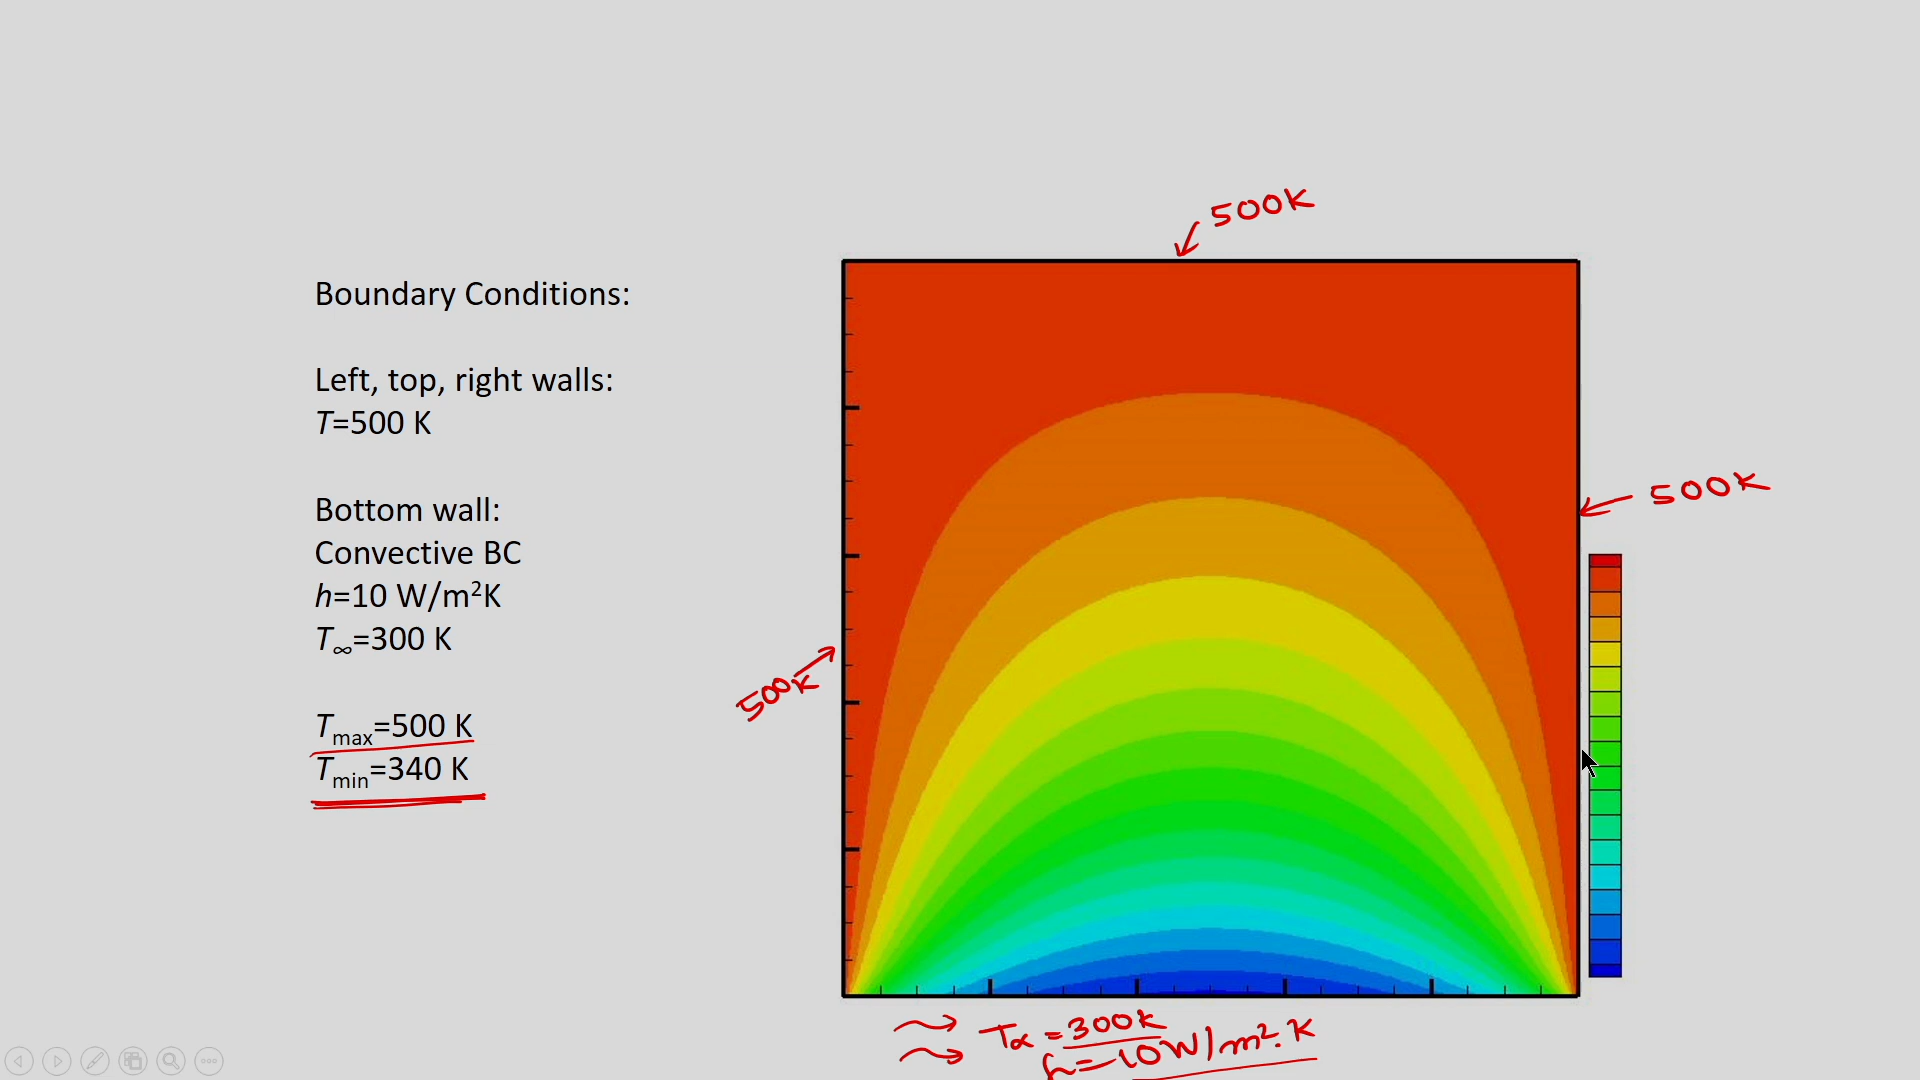 500K
Boundary Conditions:
Left, top, right walls:
T=500 K
500K
Bottom wall:
Convective BC
h=10 W/m²K
T∞=300 K
500K
Tmax=500 K
Tmin=340 K
T∝ = 300K
h=10W/m².K